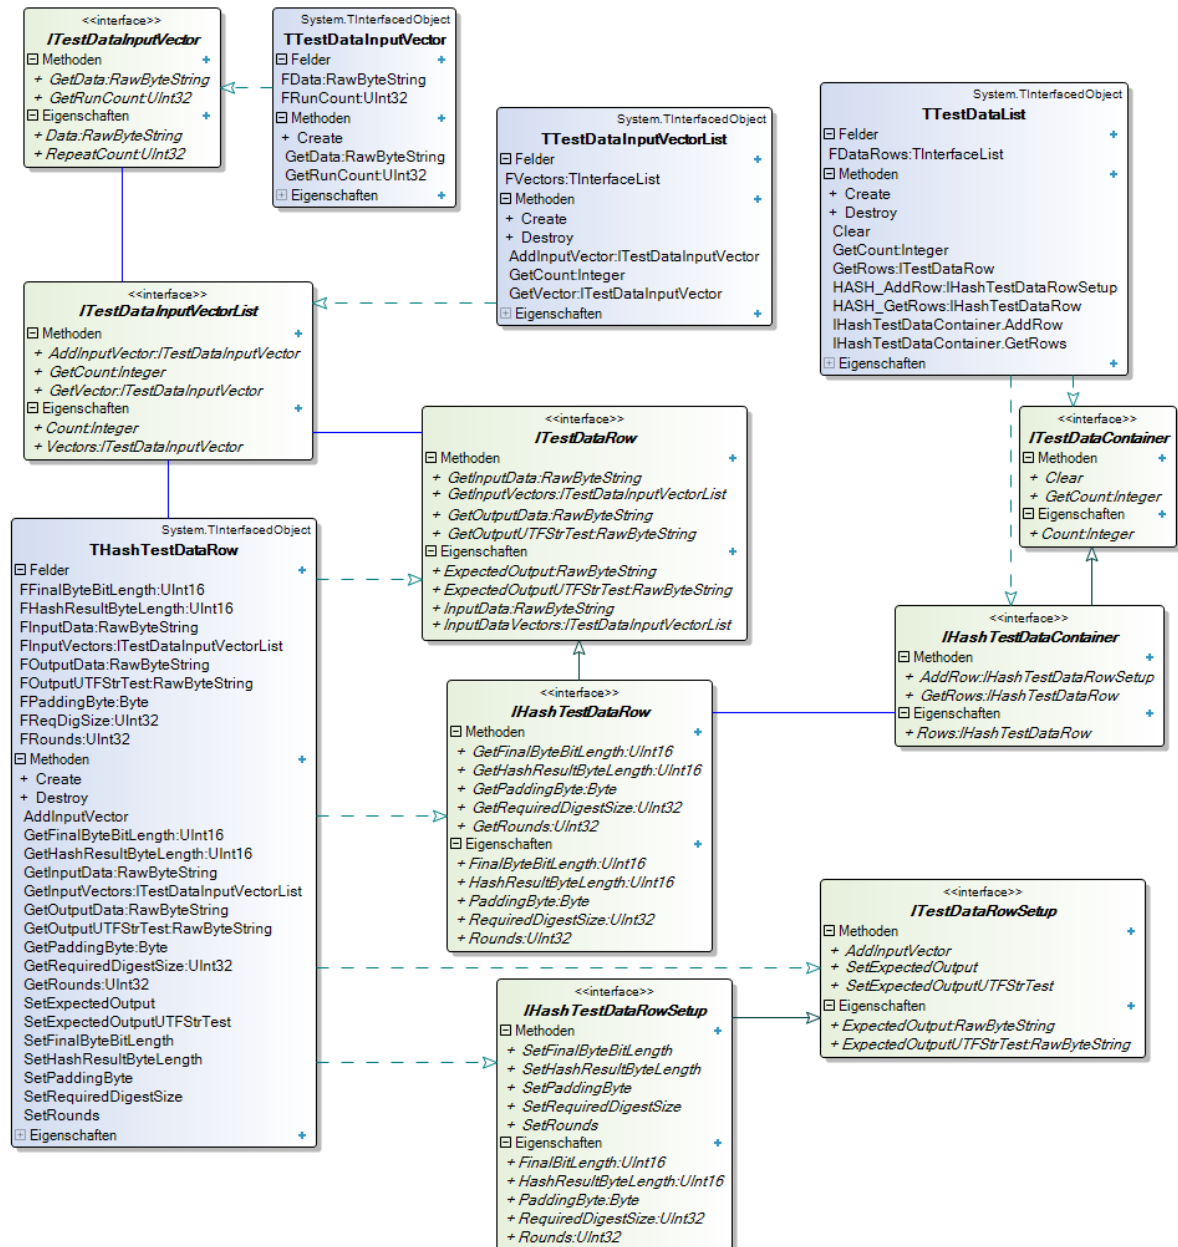 <<interface>>
ITestDataInputVector
Methoden
+ GetData:RawByteString
+ GetRunCount:UInt32
Eigenschaften
+ Data:RawByteString
+ RepeatCount:UInt32
System.TInterfacedObject
TTestDataInputVector
Felder
FData:RawByteString
FRunCount:UInt32
Methoden
+ Create
GetData:RawByteString
GetRunCount:UInt32
Eigenschaften
System.TInterfacedObject
TTestDataInputVectorList
Felder
FVectors:TInterfaceList
Methoden
+ Create
+ Destroy
AddInputVector:ITestDataInputVector
GetCount:Integer
GetVector:ITestDataInputVector
Eigenschaften
System.TInterfacedObject
TTestDataList
Felder
FDataRows:TInterfaceList
Methoden
+ Create
+ Destroy
Clear
GetCount:Integer
GetRows:ITestDataRow
HASH_AddRow:IHashTestDataRowSetup
HASH_GetRows:IHashTestDataRow
IHashTestDataContainer.AddRow
IHashTestDataContainer.GetRows
Eigenschaften
<<interface>>
ITestDataInputVectorList
Methoden
+ AddInputVector:ITestDataInputVector
+ GetCount:Integer
+ GetVector:ITestDataInputVector
Eigenschaften
+ Count:Integer
+ Vectors:ITestDataInputVector
<<interface>>
ITestDataRow
Methoden
+ GetInputData:RawByteString
+ GetInputVectors:ITestDataInputVectorList
+ GetOutputData:RawByteString
+ GetOutputUTFStrTest:RawByteString
Eigenschaften
+ ExpectedOutput:RawByteString
+ ExpectedOutputUTFStrTest:RawByteString
+ InputData:RawByteString
+ InputDataVectors:ITestDataInputVectorList
<<interface>>
ITestDataContainer
Methoden
+ Clear
+ GetCount:Integer
Eigenschaften
+ Count:Integer
System.TInterfacedObject
THashTestDataRow
Felder
FFinalByteBitLength:UInt16
FHashResultByteLength:UInt16
FInputData:RawByteString
FInputVectors:ITestDataInputVectorList
FOutputData:RawByteString
FOutputUTFStrTest:RawByteString
FPaddingByte:Byte
FReqDigSize:UInt32
FRounds:UInt32
Methoden
+ Create
+ Destroy
AddInputVector
GetFinalByteBitLength:UInt16
GetHashResultByteLength:UInt16
GetInputData:RawByteString
GetInputVectors:ITestDataInputVectorList
GetOutputData:RawByteString
GetOutputUTFStrTest:RawByteString
GetPaddingByte:Byte
GetRequiredDigestSize:UInt32
GetRounds:UInt32
SetExpectedOutput
SetExpectedOutputUTFStrTest
SetFinalByteBitLength
SetHashResultByteLength
SetPaddingByte
SetRequiredDigestSize
SetRounds
Eigenschaften
<<interface>>
IHashTestDataContainer
Methoden
+ AddRow:IHashTestDataRowSetup
+ GetRows:IHashTestDataRow
Eigenschaften
+ Rows:IHashTestDataRow
<<interface>>
IHashTestDataRow
Methoden
+ GetFinalByteBitLength:UInt16
+ GetHashResultByteLength:UInt16
+ GetPaddingByte:Byte
+ GetRequiredDigestSize:UInt32
+ GetRounds:UInt32
Eigenschaften
+ FinalByteBitLength:UInt16
+ HashResultByteLength:UInt16
+ PaddingByte:Byte
+ RequiredDigestSize:UInt32
+ Rounds:UInt32
<<interface>>
ITestDataRowSetup
Methoden
+ AddInputVector
+ SetExpectedOutput
+ SetExpectedOutputUTFStrTest
Eigenschaften
+ ExpectedOutput:RawByteString
+ ExpectedOutputUTFStrTest:RawByteString
<<interface>>
IHashTestDataRowSetup
Methoden
+ SetFinalByteBitLength
+ SetHashResultByteLength
+ SetPaddingByte
+ SetRequiredDigestSize
+ SetRounds
Eigenschaften
+ FinalBitLength:UInt16
+ HashResultByteLength:UInt16
+ PaddingByte:Byte
+ RequiredDigestSize:UInt32
+ Rounds:UInt32